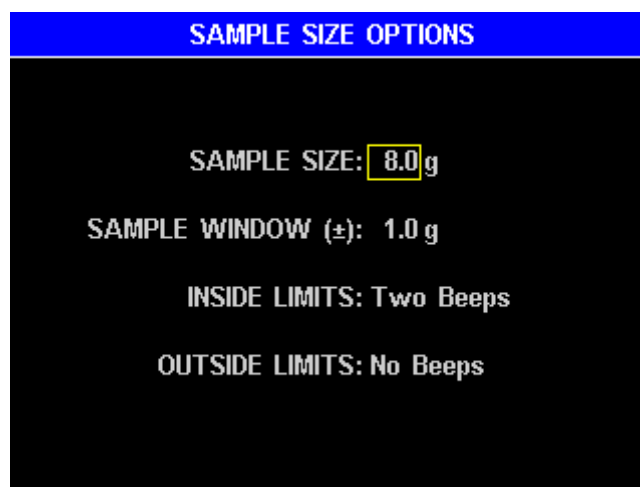 SAMPLE SIZE OPTIONS
SAMPLE SIZE: 8.0 g
SAMPLE WINDOW (±): 1.0 g
INSIDE LIMITS: Two Beeps
OUTSIDE LIMITS: No Beeps